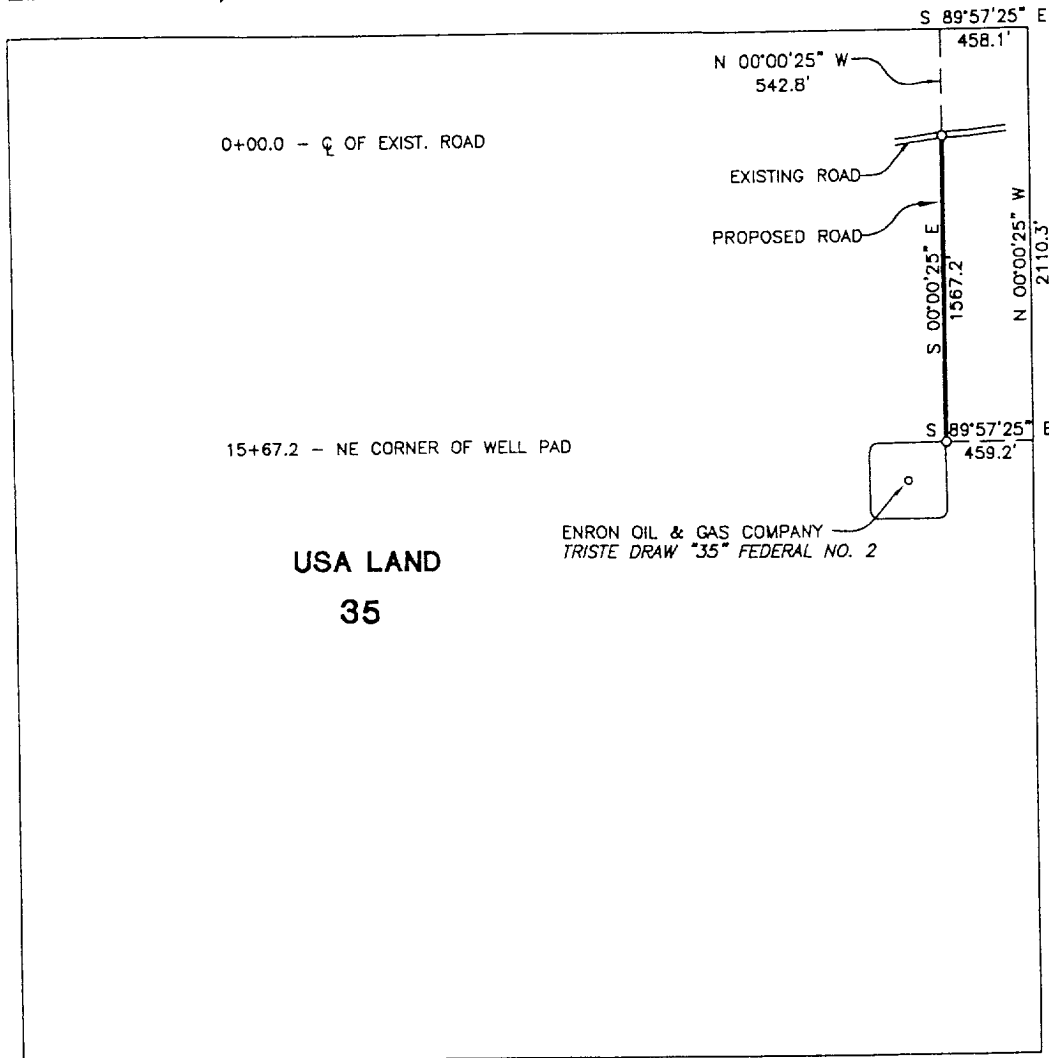 S 89°57'25" E
458.1'
N 00°00'25" W
542.8'
0+00.0 - ℄ OF EXIST. ROAD
EXISTING ROAD
PROPOSED ROAD
S 00°00'25" E
1567.2'
N 00°00'25" W
2110.3'
15+67.2 - NE CORNER OF WELL PAD
S 89°57'25" E
459.2'
ENRON OIL & GAS COMPANY
TRISTE DRAW "35" FEDERAL NO. 2
USA LAND
35